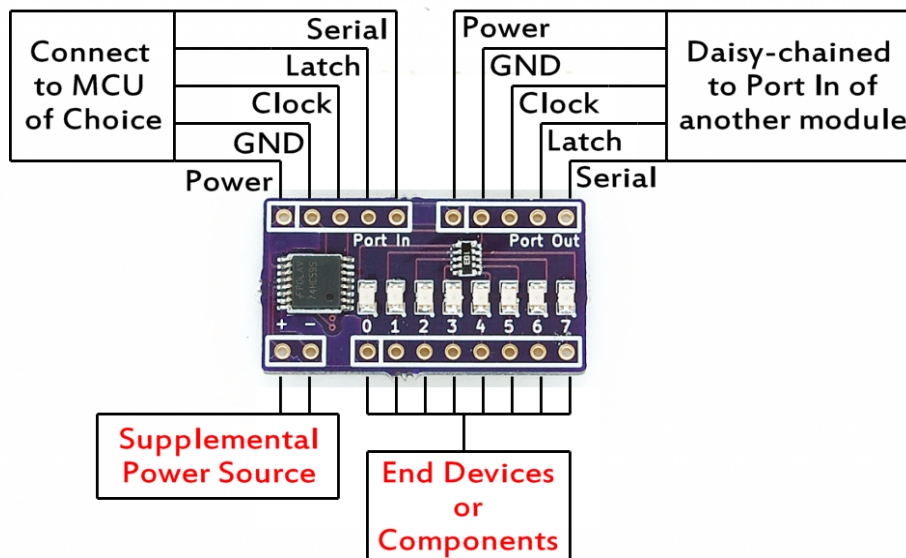 Connect
to MCU
of Choice
Serial
Latch
Clock
GND
Power
Power
GND
Clock
Latch
Serial
Daisy-chained
to Port In of
another module
Port In
Port Out
74HC595
+ − 0 1 2 3 4 5 6 7
Supplemental
Power Source
End Devices
or
Components